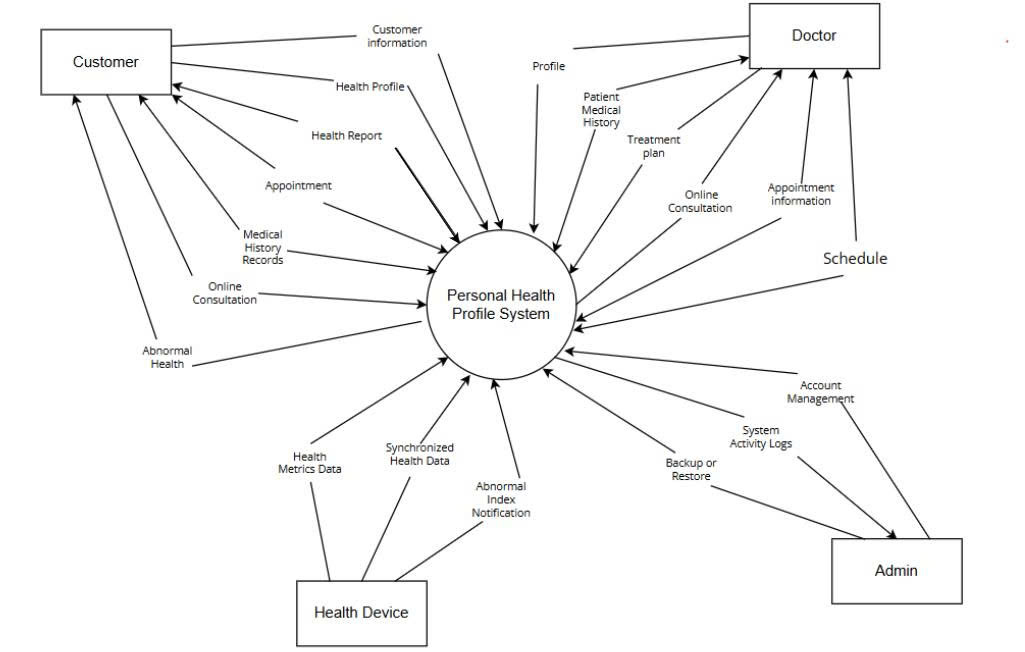 Customer
Customer
information
Health Profile
Health Report
Appointment
Medical
History
Records
Online
Consultation
Abnormal
Health
Doctor
Profile
Patient
Medical
History
Treatment
plan
Online
Consultation
Appointment
information
Schedule
Personal Health
Profile System
Health
Metrics Data
Synchronized
Health Data
Abnormal
Index
Notification
Health Device
Account
Management
System
Activity Logs
Backup or
Restore
Admin